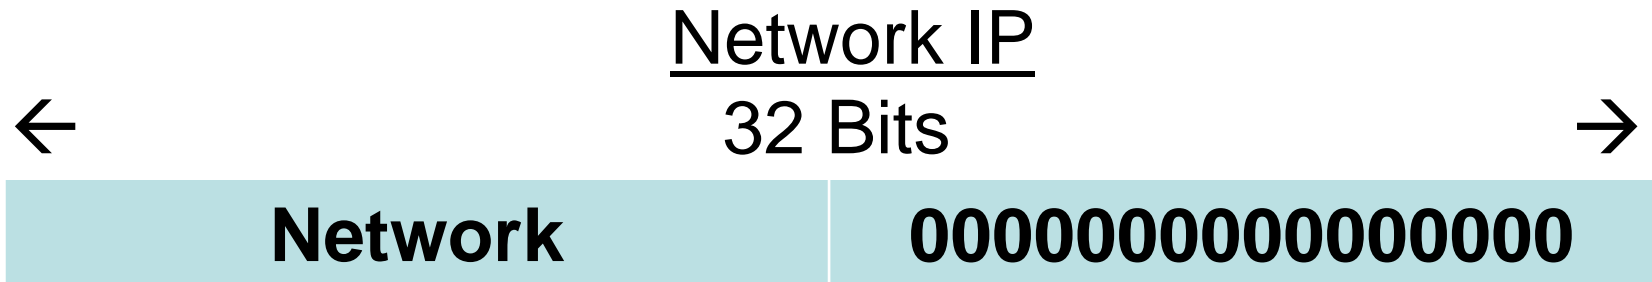 Network IP
← 32 Bits →
Network 0000000000000000